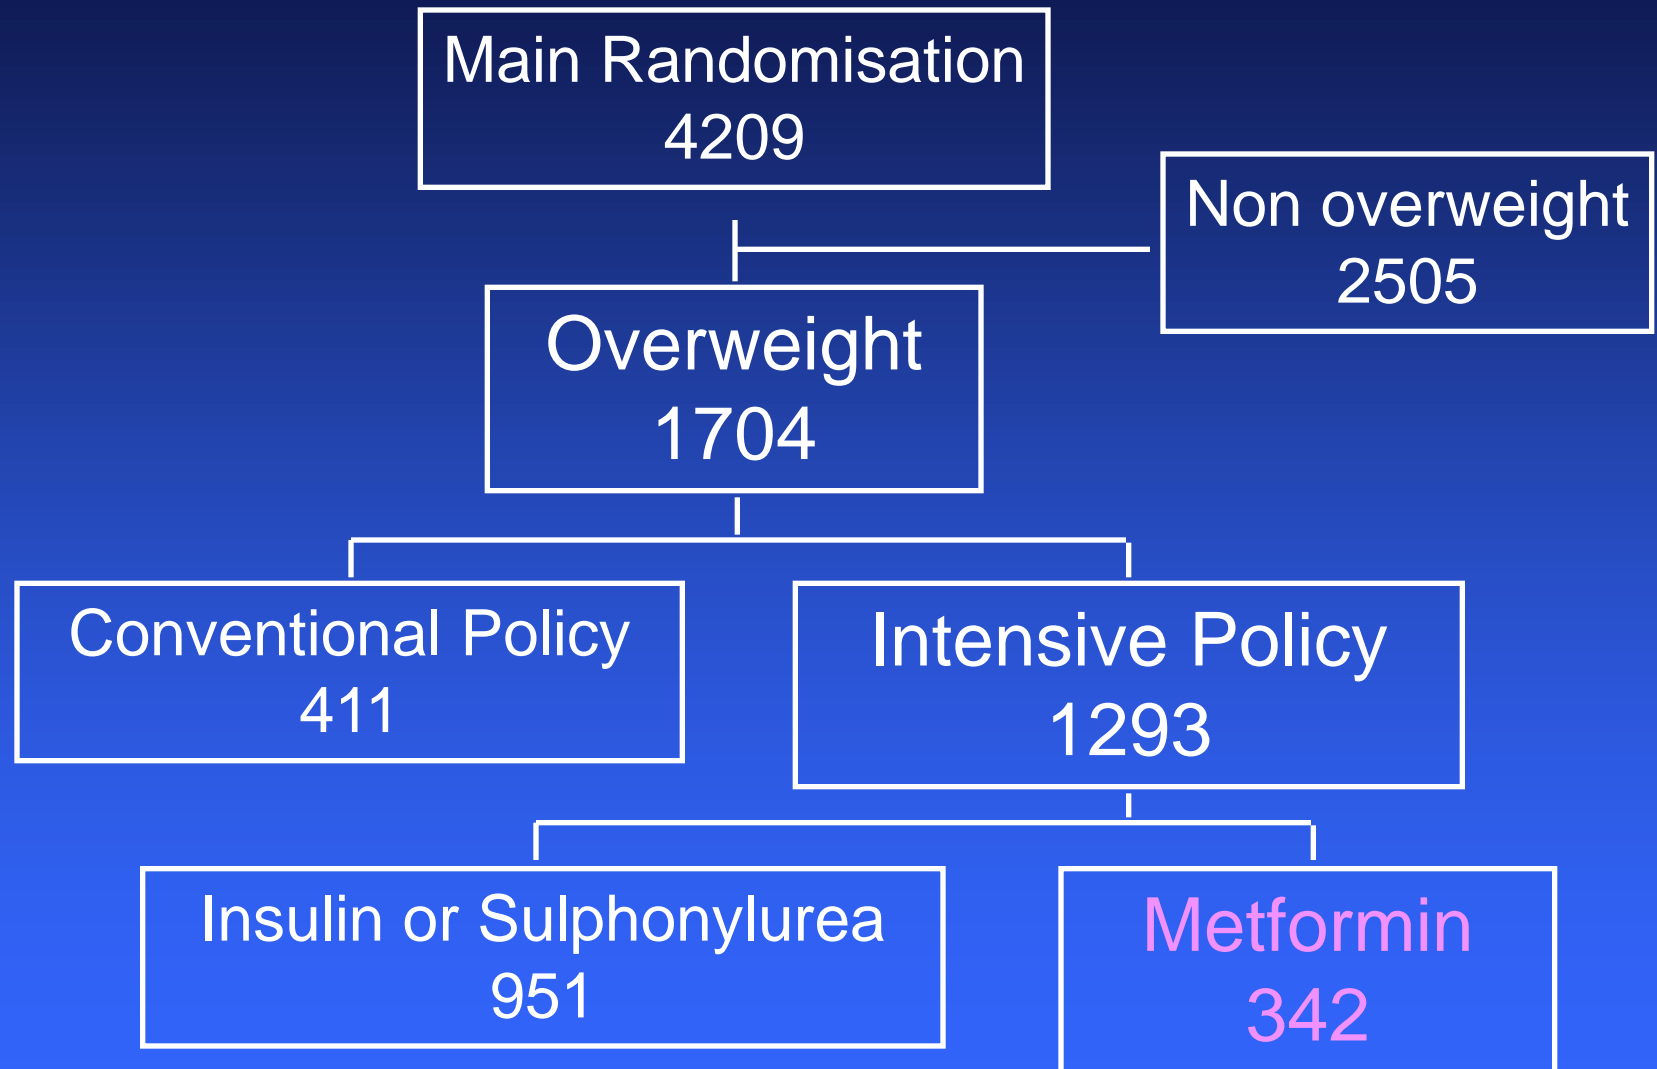 Main Randomisation
4209
Non overweight
2505
Overweight
1704
Conventional Policy
411
Intensive Policy
1293
Insulin or Sulphonylurea
951
Metformin
342